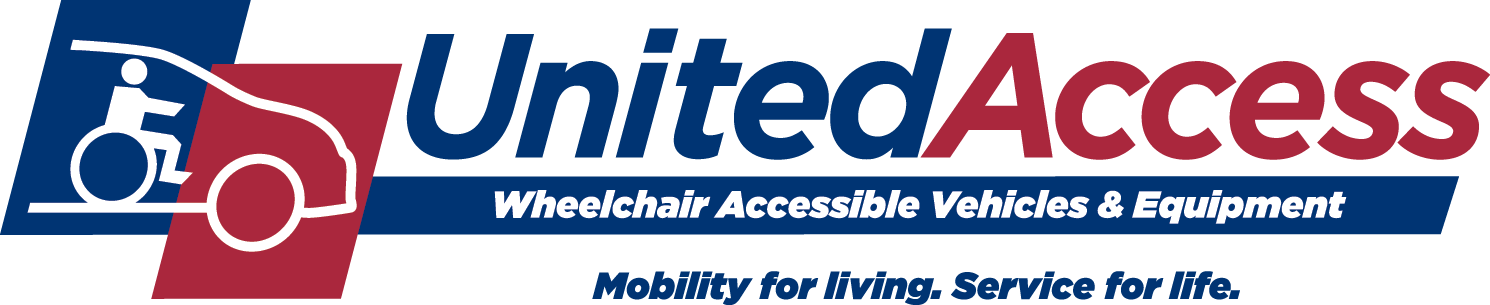 UnitedAccess
Wheelchair Accessible Vehicles & Equipment
Mobility for living. Service for life.